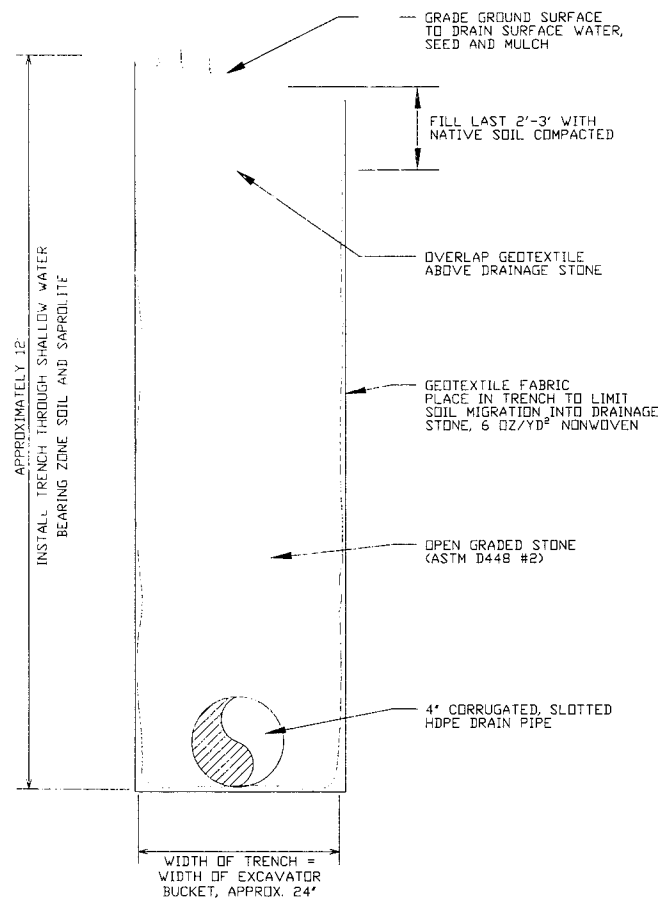 GRADE GROUND SURFACE
TO DRAIN SURFACE WATER,
SEED AND MULCH
FILL LAST 2'-3' WITH
NATIVE SOIL COMPACTED
OVERLAP GEOTEXTILE
ABOVE DRAINAGE STONE
GEOTEXTILE FABRIC
PLACE IN TRENCH TO LIMIT
SOIL MIGRATION INTO DRAINAGE
STONE, 6 OZ/YD² NONWOVEN
OPEN GRADED STONE
(ASTM D448 #2)
4" CORRUGATED, SLOTTED
HDPE DRAIN PIPE
APPROXIMATELY 12'
INSTALL TRENCH THROUGH SHALLOW WATER
BEARING ZONE SOIL AND SAPROLITE
WIDTH OF TRENCH =
WIDTH OF EXCAVATOR
BUCKET, APPROX. 24"